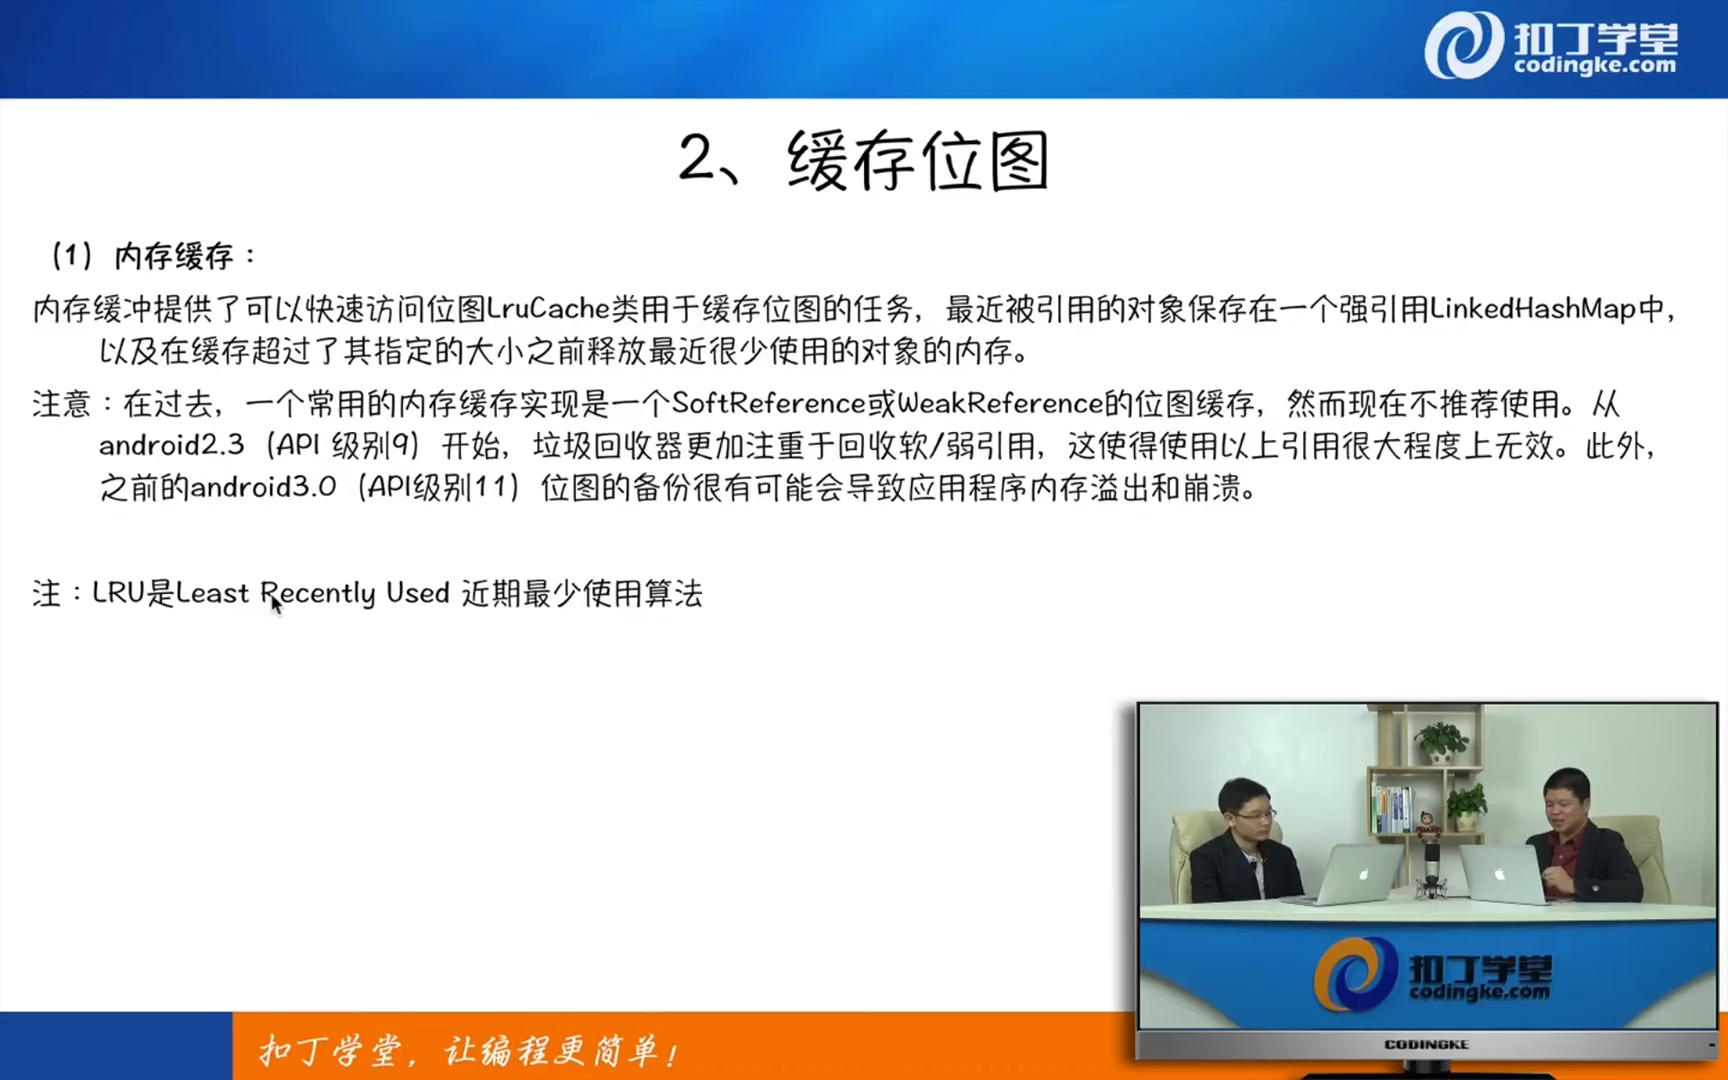 扣丁学堂
codingke.com
2、缓存位图
（1）内存缓存：
内存缓冲提供了可以快速访问位图LruCache类用于缓存位图的任务，最近被引用的对象保存在一个强引用LinkedHashMap中，
以及在缓存超过了其指定的大小之前释放最近很少使用的对象的内存。
注意：在过去，一个常用的内存缓存实现是一个SoftReference或WeakReference的位图缓存，然而现在不推荐使用。从
android2.3（API 级别9）开始，垃圾回收器更加注重于回收软/弱引用，这使得使用以上引用很大程度上无效。此外，
之前的android3.0（API级别11）位图的备份很有可能会导致应用程序内存溢出和崩溃。
注：LRU是Least Recently Used 近期最少使用算法
扣丁学堂
codingke.com
CODINGKE
扣丁学堂，让编程更简单！